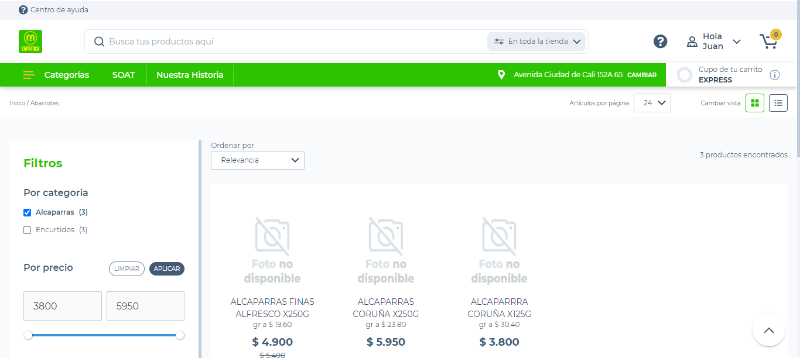 Centro de ayuda
Busca tus productos aquí
En toda la tienda
Hola
Juan
0
Categorías
SOAT
Nuestra Historia
Avenida Ciudad de Cali 152A 65 CAMBIAR
Cupo de tu carrito
EXPRESS
Inicio / Abarrotes
Artículos por página
24
Cambiar vista
Filtros
Por categoría
Alcaparras (3)
Encurtidos (3)
Por precio
LIMPIAR
APLICAR
3800
5950
Ordenar por
Relevancia
3 productos encontrados
Foto no
disponible
ALCAPARRAS FINAS
ALFRESCO X250G
gr a $ 19.60
$ 4.900
$ 5.400
Foto no
disponible
ALCAPARRAS
CORUÑA X250G
gr a $ 23.80
$ 5.950
Foto no
disponible
ALCAPARRRA
CORUÑA X125G
gr a $ 30.40
$ 3.800